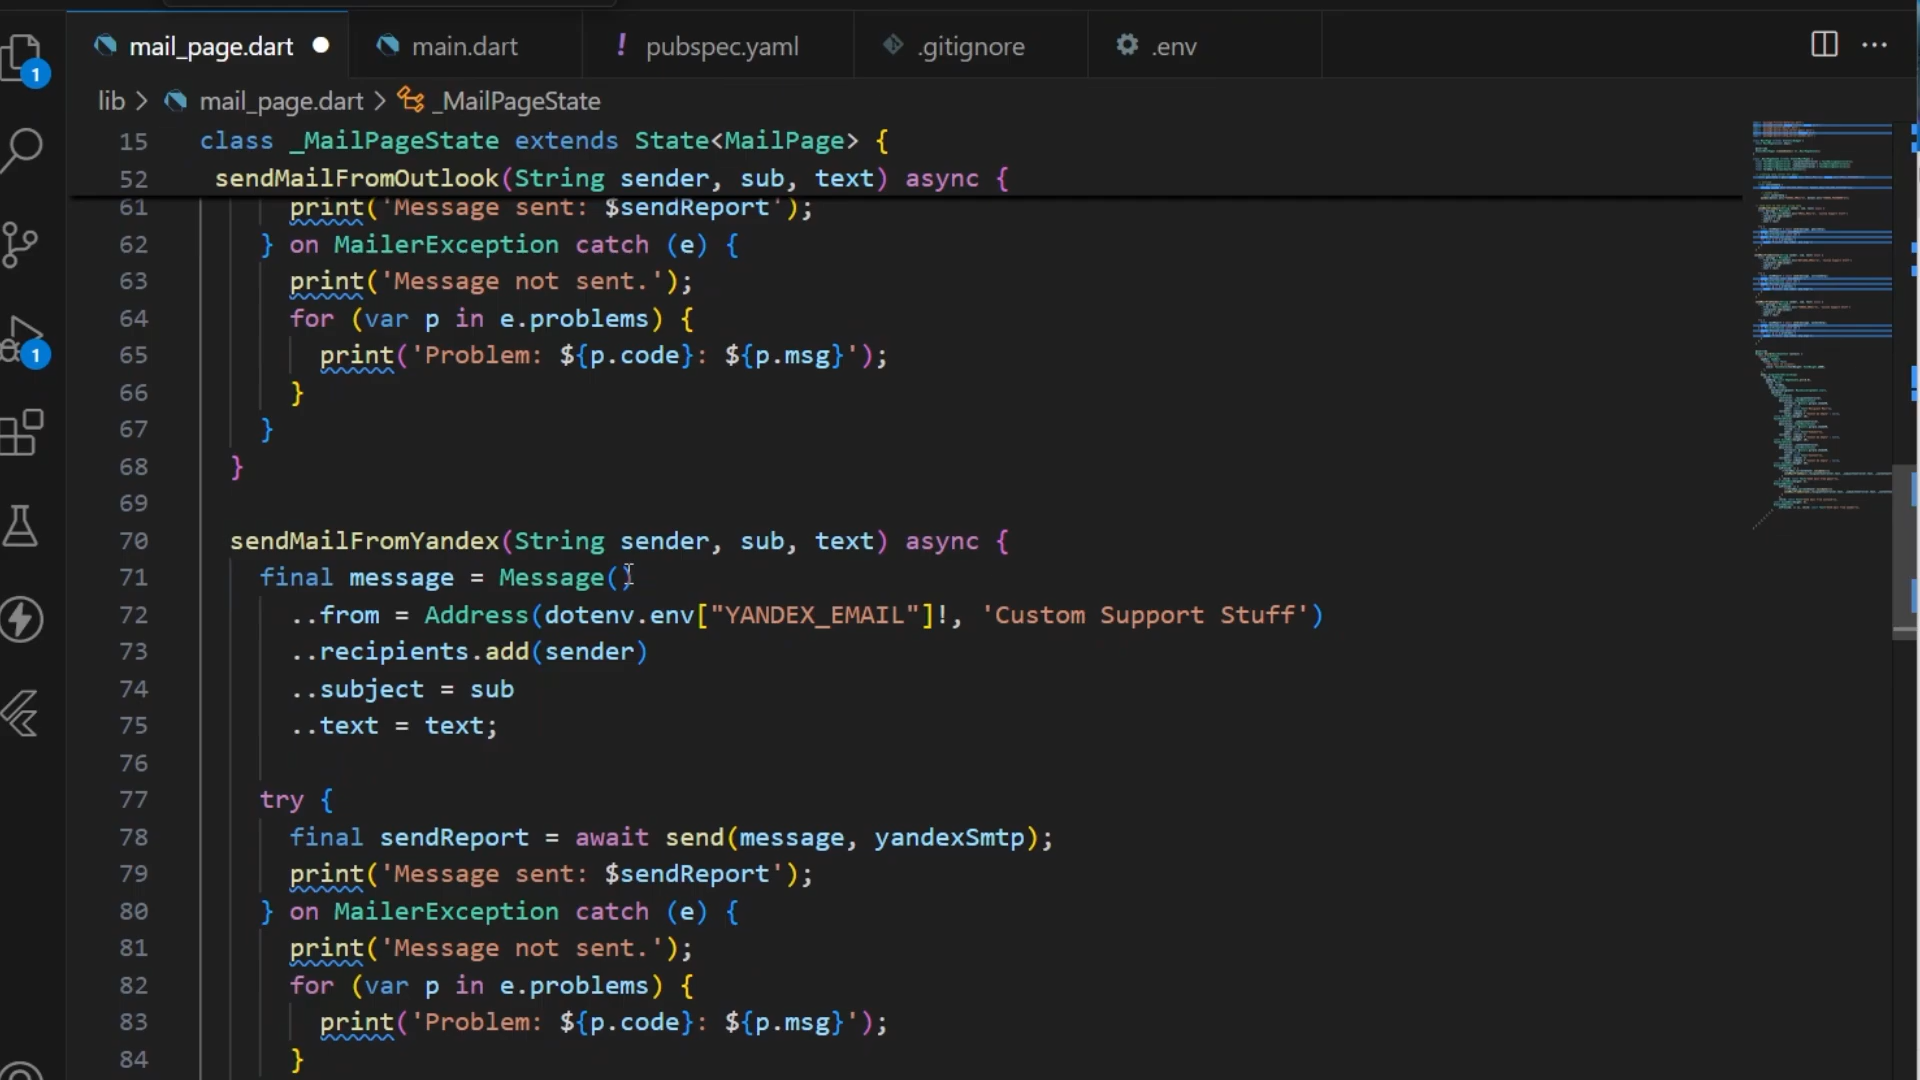 mail_page.dart
main.dart
! pubspec.yaml
.gitignore
.env
1
lib > mail_page.dart > _MailPageState
15 class _MailPageState extends State<MailPage> {
52 sendMailFromOutlook(String sender, sub, text) async {
61 print('Message sent: $sendReport');
62 } on MailerException catch (e) {
63 print('Message not sent.');
64 for (var p in e.problems) {
65 print('Problem: ${p.code}: ${p.msg}');
66 }
67 }
68 }
69
70 sendMailFromYandex(String sender, sub, text) async {
71 final message = Message()
72 ..from = Address(dotenv.env["YANDEX_EMAIL"]!, 'Custom Support Stuff')
73 ..recipients.add(sender)
74 ..subject = sub
75 ..text = text;
76
77 try {
78 final sendReport = await send(message, yandexSmtp);
79 print('Message sent: $sendReport');
80 } on MailerException catch (e) {
81 print('Message not sent.');
82 for (var p in e.problems) {
83 print('Problem: ${p.code}: ${p.msg}');
84 }
1